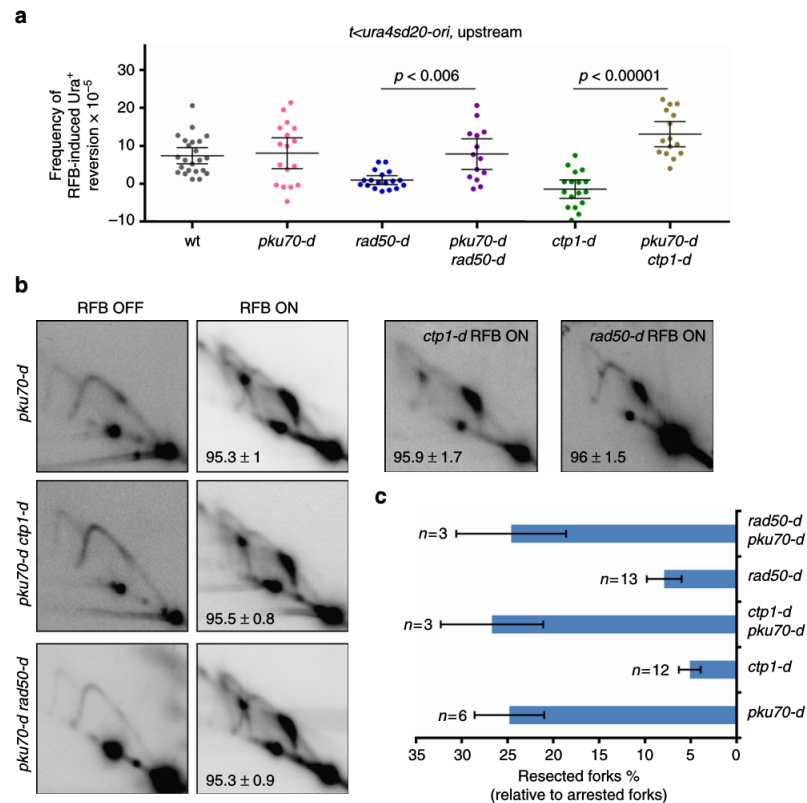 a
t<ura4sd20-ori, upstream
Frequency of
RFB-induced Ura⁺
reversion × 10⁻⁵
30
20
10
0
−10
p < 0.006
p < 0.00001
wt
pku70-d
rad50-d
pku70-d
rad50-d
ctp1-d
pku70-d
ctp1-d
b
RFB OFF
RFB ON
pku70-d
95.3 ± 1
ctp1-d RFB ON
95.9 ± 1.7
rad50-d RFB ON
96 ± 1.5
pku70-d ctp1-d
95.5 ± 0.8
pku70-d rad50-d
95.3 ± 0.9
c
n=3
rad50-d
pku70-d
n=13
rad50-d
n=3
ctp1-d
pku70-d
n=12
ctp1-d
n=6
pku70-d
35 30 25 20 15 10 5 0
Resected forks %
(relative to arrested forks)